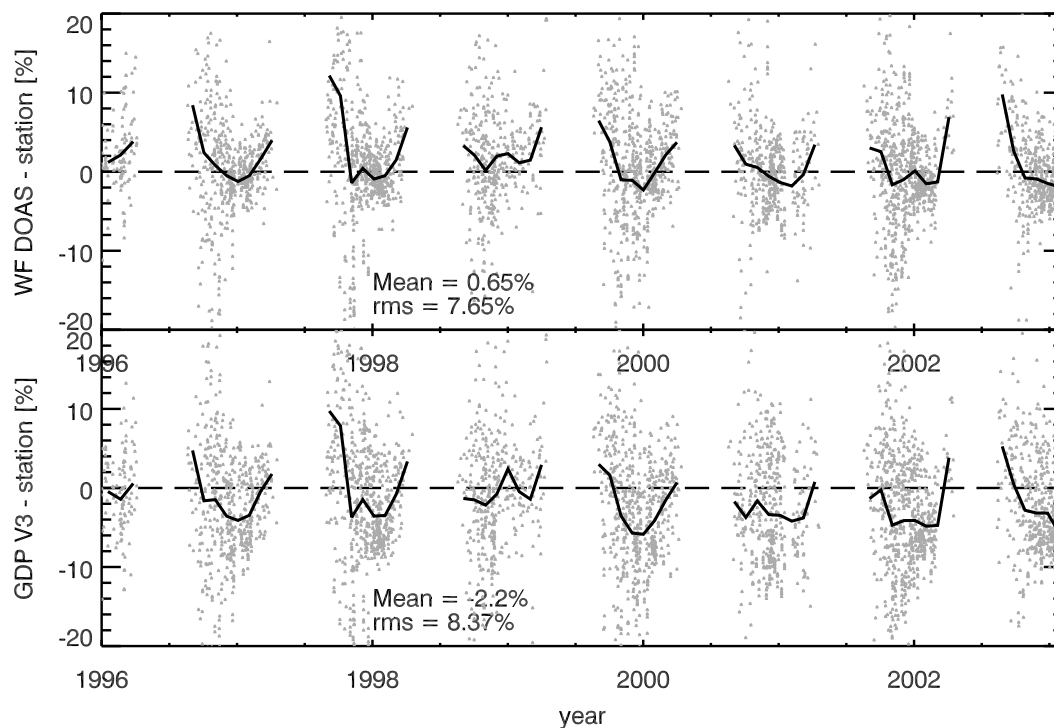 20
10
0
-10
-20
WF DOAS - station [%]
Mean = 0.65%
rms = 7.65%
1996
1998
2000
2002
20
10
0
-10
-20
GDP V3 - station [%]
Mean = -2.2%
rms = 8.37%
1996
1998
2000
2002
year